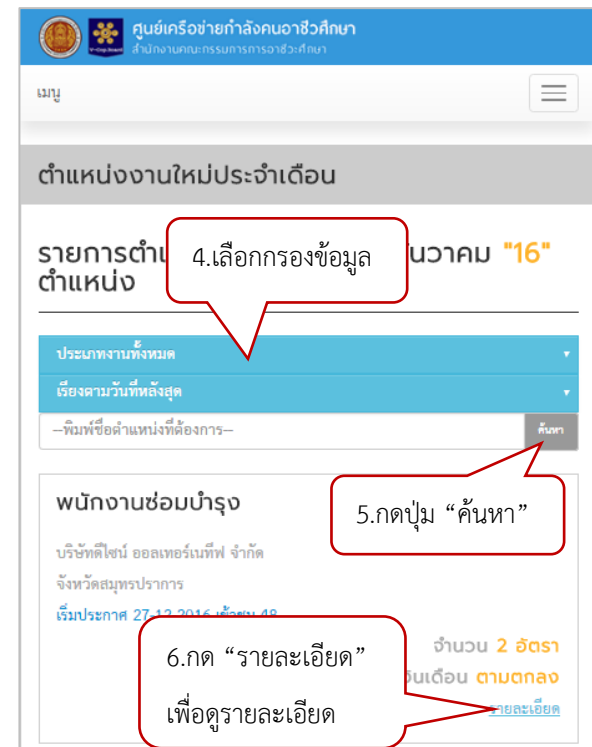 ศูนย์เครือข่ายกำลังคนอาชีวศึกษา
สำนักงานคณะกรรมการการอาชีวะศึกษา
เมนู
ตำแหน่งงานใหม่ประจำเดือน
รายการตำแ
ันวาคม "16"
ตำแหน่ง
4.เลือกกรองข้อมูล
ประเภทงานทั้งหมด
เรียงตามวันที่หลังสุด
--พิมพ์ชื่อตำแหน่งที่ต้องการ--
ค้นหา
5.กดปุ่ม “ค้นหา”
พนักงานซ่อมบำรุง
บริษัทดีไซน์ ออลเทอร์เนทีฟ จำกัด
จังหวัดสมุทรปราการ
เริ่มประกาศ 27-12-2016 เข้าชม 48
จำนวน 2 อัตรา
งินเดือน ตามตกลง
รายละเอียด
6.กด “รายละเอียด”
เพื่อดูรายละเอียด